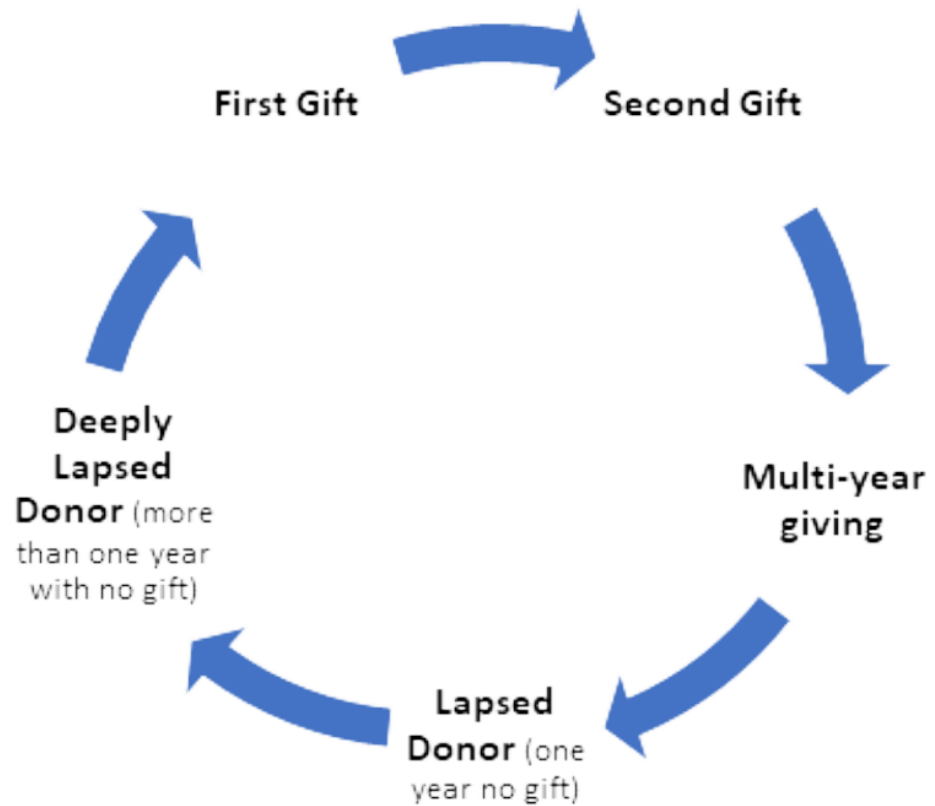 First Gift
Second Gift
Multi-year
giving
Lapsed
Donor (one
year no gift)
Deeply
Lapsed
Donor (more
than one year
with no gift)